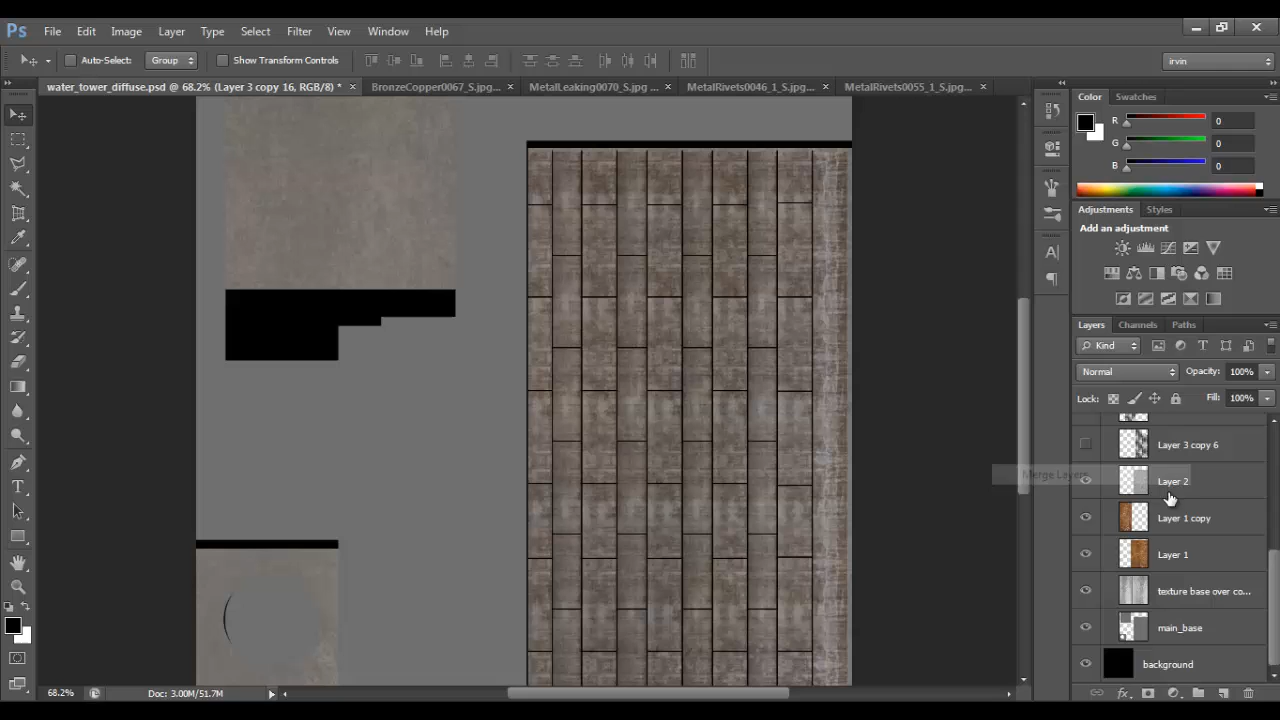 Ps File Edit Image Layer Type Select Filter View Window Help
Auto-Select: Group Show Transform Controls irvin
water_tower_diffuse.psd @ 68.2% (Layer 3 copy 16, RGB/8) * × BronzeCopper0067_S.jpg... × MetalLeaking0070_S.jpg ... × MetalRivets0046_1_S.jpg... × MetalRivets0055_1_S.jpg... ×
Color Swatches
R 0
G 0
B 0
Adjustments Styles
Add an adjustment
Layers Channels Paths
Kind
Normal Opacity: 100%
Lock: Fill: 100%
Layer 3 copy 6
Merge Layers
Layer 2
Layer 1 copy
Layer 1
texture base over co...
main_base
background
68.2% Doc: 3.00M/51.7M